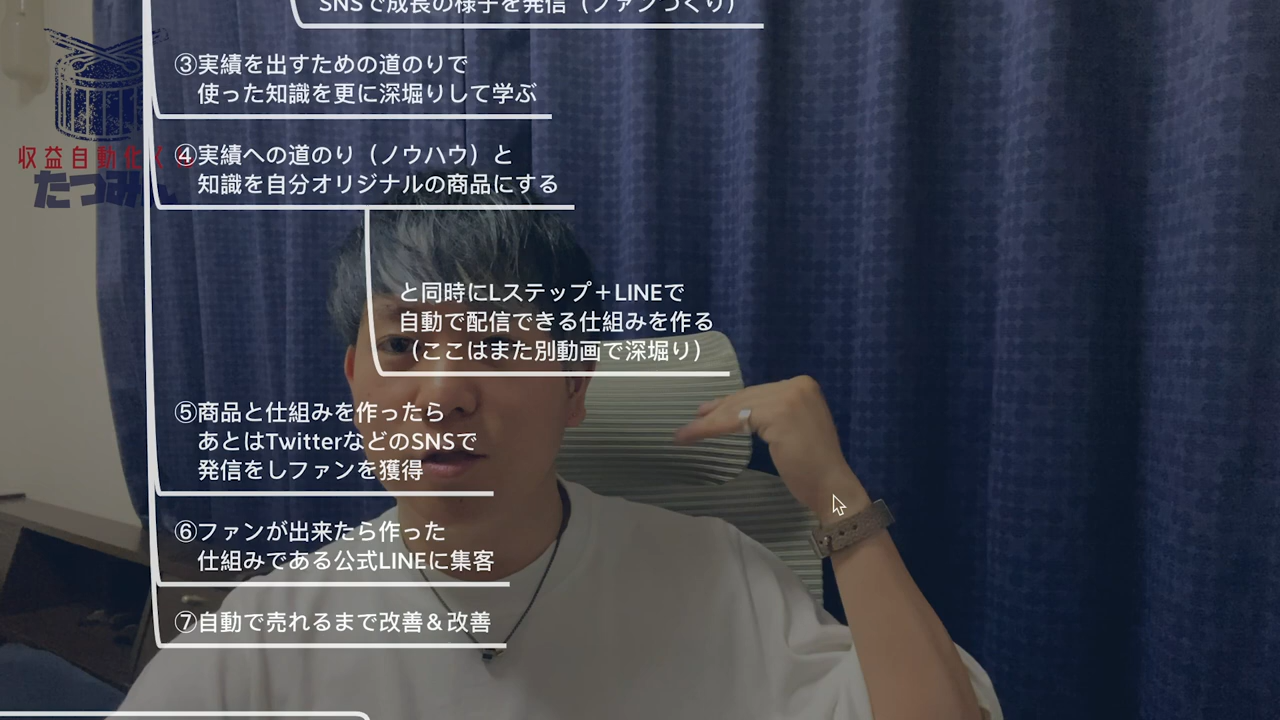 SNSで成長の様子を発信（ファンづくり）
③実績を出すための道のりで
使った知識を更に深堀りして学ぶ
④実績への道のり（ノウハウ）と
知識を自分オリジナルの商品にする
収益自動化くん
たつみん
と同時にLステップ＋LINEで
自動で配信できる仕組みを作る
（ここはまた別動画で深堀り）
⑤商品と仕組みを作ったら
あとはTwitterなどのSNSで
発信をしファンを獲得
⑥ファンが出来たら作った
仕組みである公式LINEに集客
⑦自動で売れるまで改善＆改善